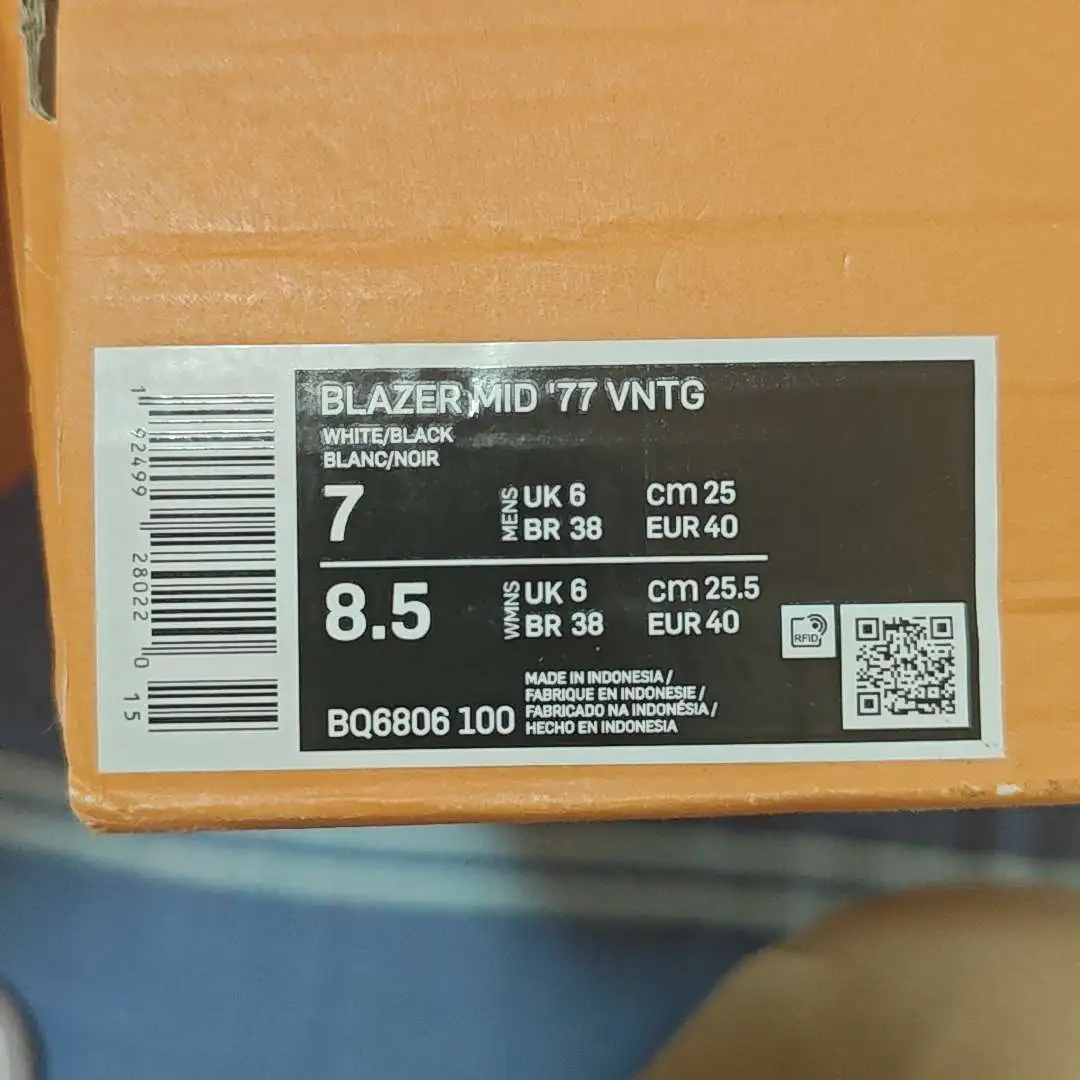 1 92499 28022 0 15
BLAZER MID '77 VNTG
WHITE/BLACK
BLANC/NOIR
7 MENS UK 6 cm 25
BR 38 EUR 40
8.5 WMNS UK 6 cm 25.5
BR 38 EUR 40
RFID
MADE IN INDONESIA /
FABRIQUE EN INDONESIE /
FABRICADO NA INDONÉSIA /
BQ6806 100 HECHO EN INDONESIA